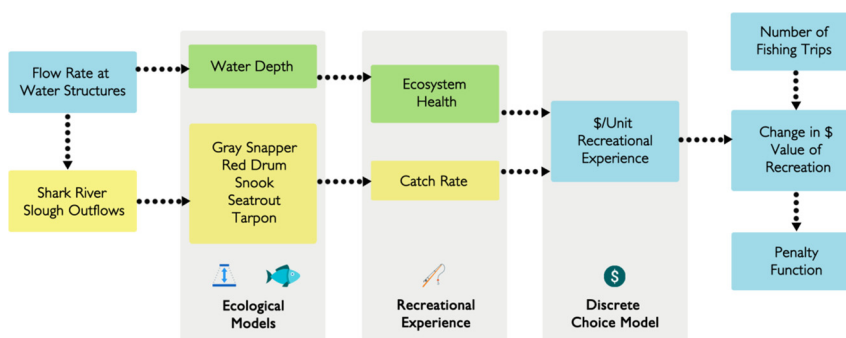 Flow Rate at
Water Structures
Shark River
Slough Outflows
Water Depth
Gray Snapper
Red Drum
Snook
Seatrout
Tarpon
Ecological
Models
Ecosystem
Health
Catch Rate
Recreational
Experience
$/Unit
Recreational
Experience
$
Discrete
Choice Model
Number of
Fishing Trips
Change in $
Value of
Recreation
Penalty
Function